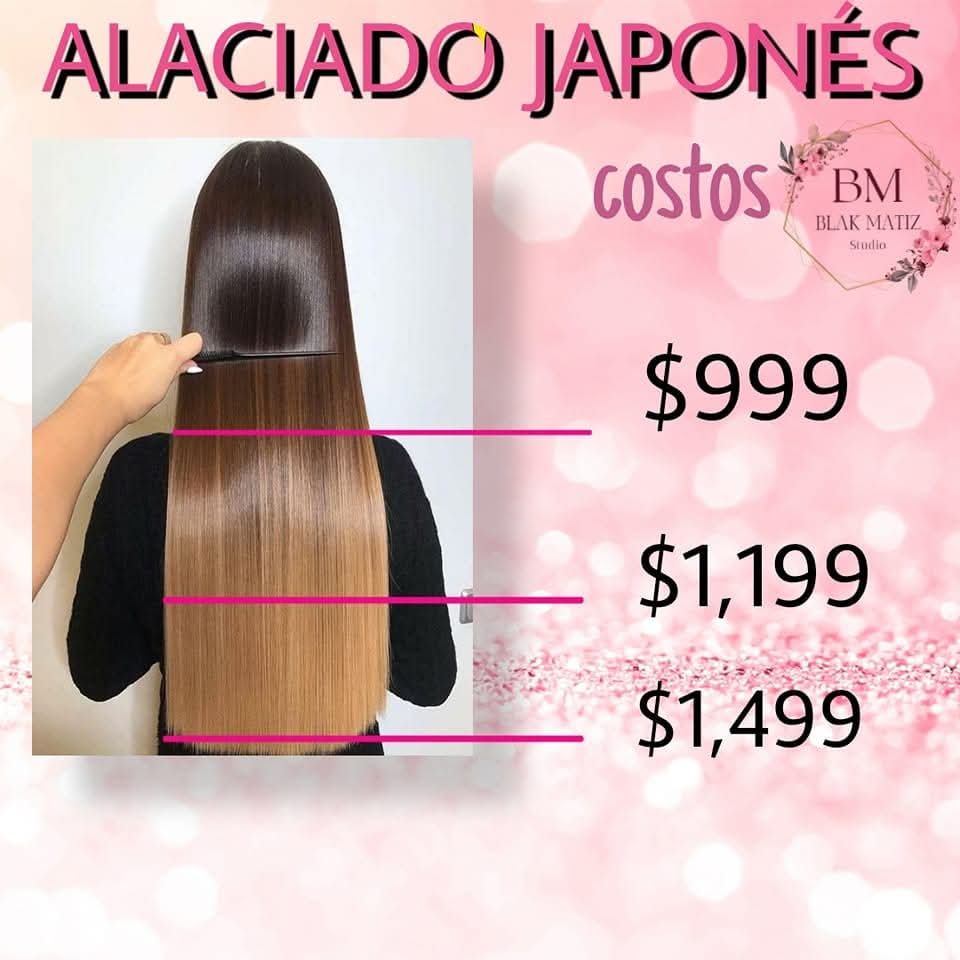 ALACIADO JAPONÉS
costos
BM
BLAK MATIZ
Studio
$999
$1,199
$1,499